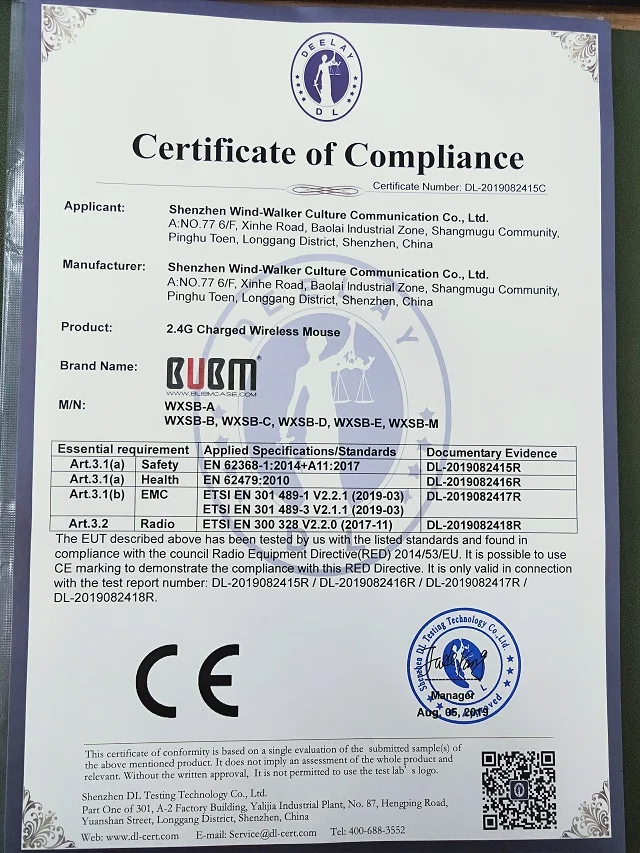 DEELAY
DL
Certificate of Compliance
Certificate Number: DL-2019082415C
Applicant: Shenzhen Wind-Walker Culture Communication Co., Ltd.
A:NO.77 6/F, Xinhe Road, Baolai Industrial Zone, Shangmugu Community,
Pinghu Toen, Longgang District, Shenzhen, China
Manufacturer: Shenzhen Wind-Walker Culture Communication Co., Ltd.
A:NO.77 6/F, Xinhe Road, Baolai Industrial Zone, Shangmugu Community,
Pinghu Toen, Longgang District, Shenzhen, China
Product: 2.4G Charged Wireless Mouse
Brand Name: BUBM®
WWW.BUBMCASE.COM
M/N: WXSB-A
WXSB-B, WXSB-C, WXSB-D, WXSB-E, WXSB-M
Essential requirement Applied Specifications/Standards Documentary Evidence
Art.3.1(a) Safety EN 62368-1:2014+A11:2017 DL-2019082415R
Art.3.1(a) Health EN 62479:2010 DL-2019082416R
Art.3.1(b) EMC ETSI EN 301 489-1 V2.2.1 (2019-03) DL-2019082417R
ETSI EN 301 489-3 V2.1.1 (2019-03)
Art.3.2 Radio ETSI EN 300 328 V2.2.0 (2017-11) DL-2019082418R
The EUT described above has been tested by us with the listed standards and found in
compliance with the council Radio Equipment Directive(RED) 2014/53/EU. It is possible to use
CE marking to demonstrate the compliance with this RED Directive. It is only valid in connection
with the test report number: DL-2019082415R / DL-2019082416R / DL-2019082417R /
DL-2019082418R.
CE
Shenzhen DL Testing Technology Co., Ltd.
DL
Approved
Manager
Aug. 05, 2019
This certificate of conformity is based on a single evaluation of the submitted sample(s) of
the above mentioned product. It does not imply an assessment of the whole product and
relevant. Without the written approval, It is not permitted to use the test lab's logo.
Shenzhen DL Testing Technology Co., Ltd.
Part One of 301, A-2 Factory Building, Yalijia Industrial Plant, No. 87, Hengping Road,
Yuanshan Street, Longgang District, Shenzhen, China
Web: www.dl-cert.com E-mail: Service@dl-cert.com Tel: 400-688-3552